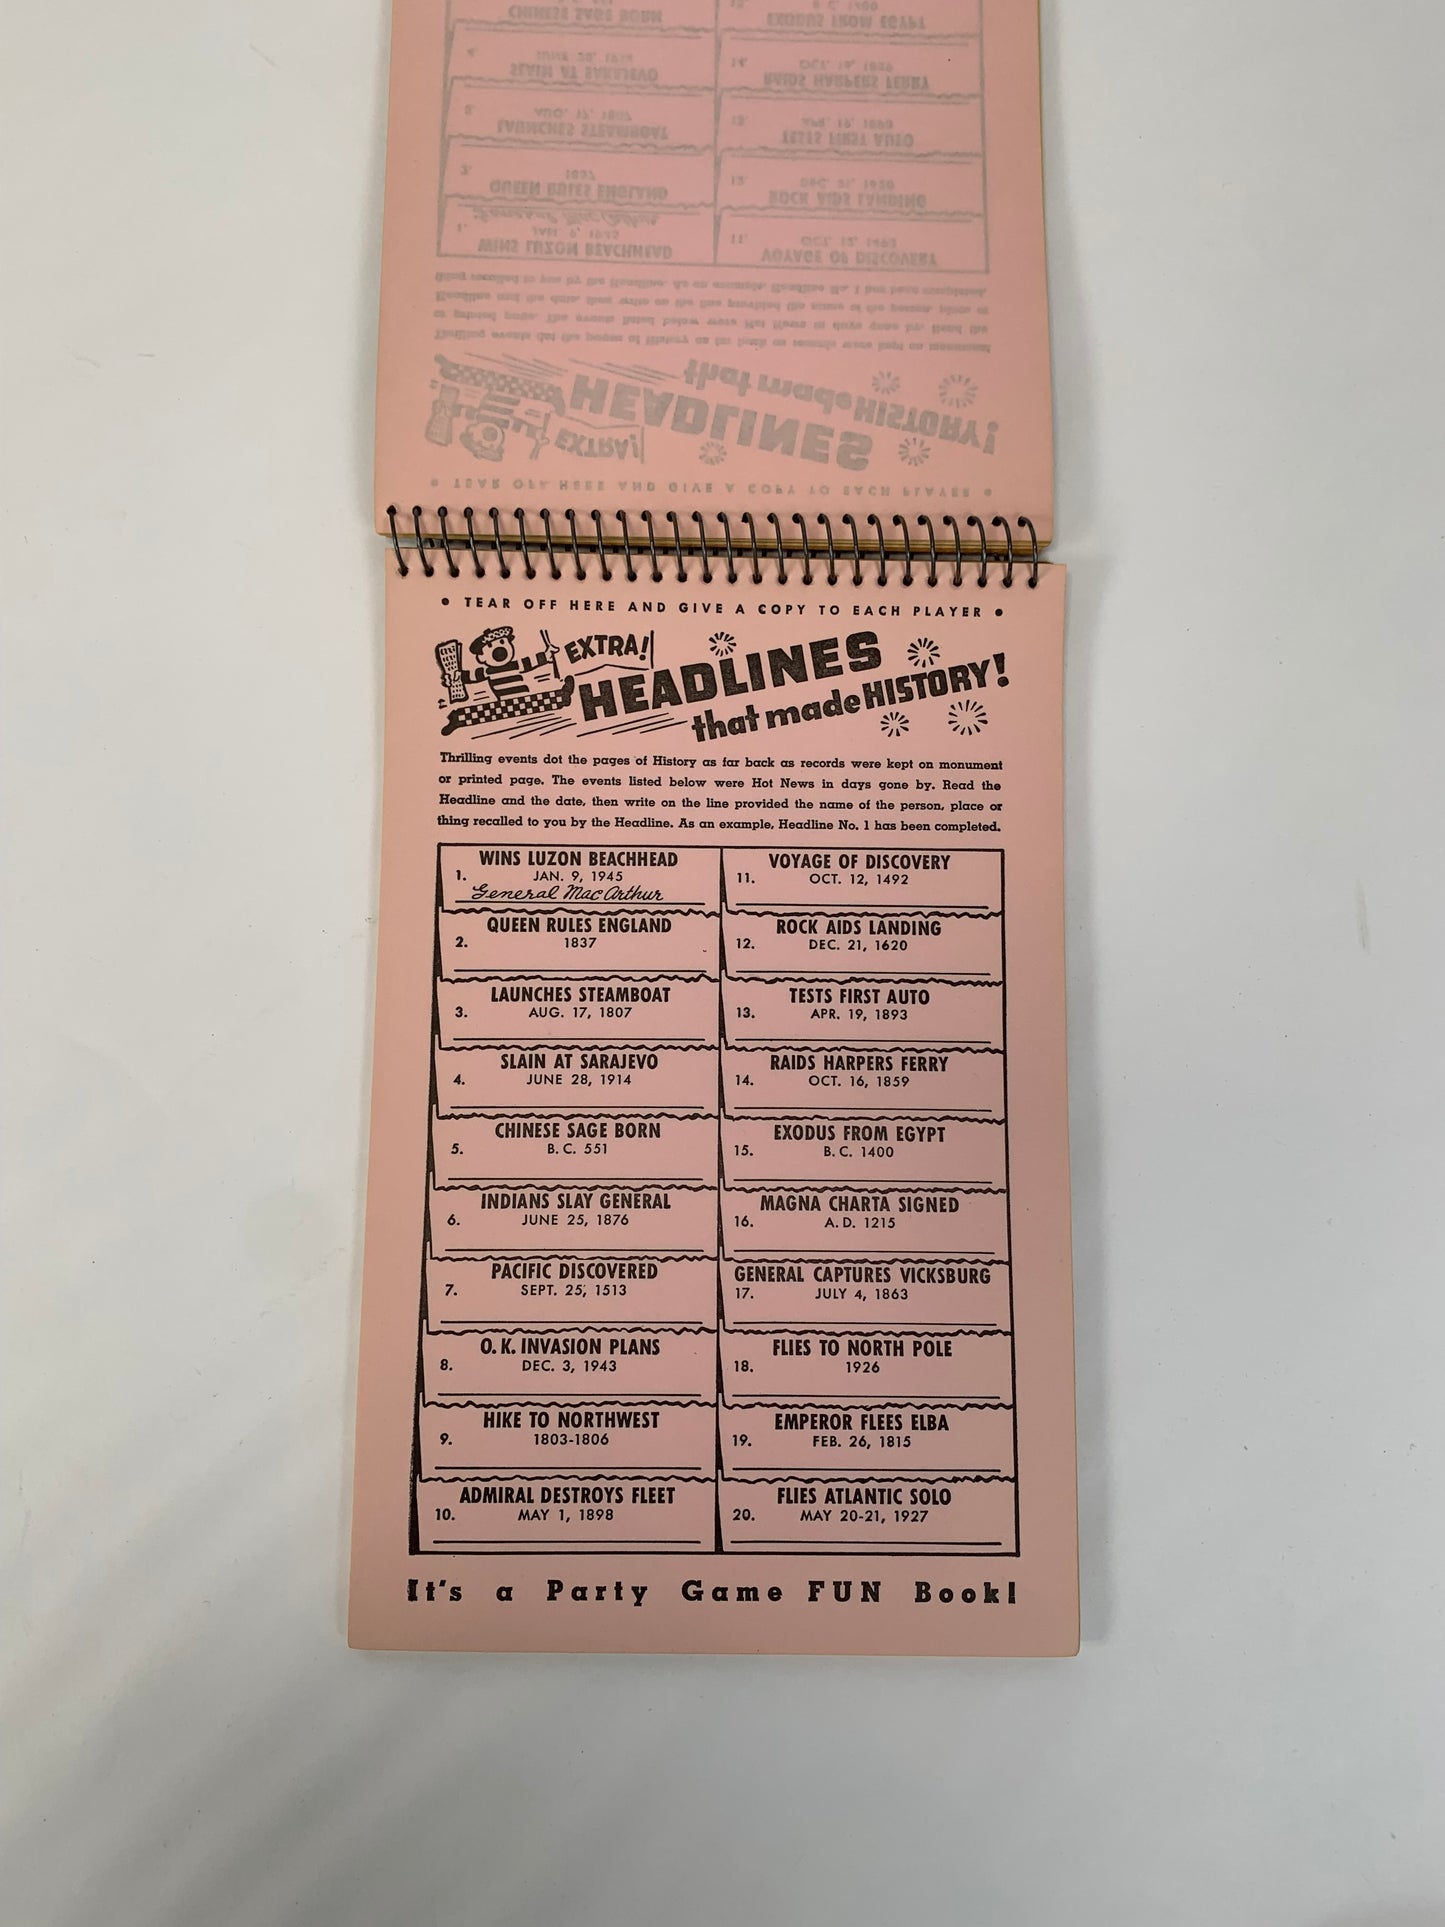 • TEAR OFF HERE AND GIVE A COPY TO EACH PLAYER •
EXTRA!
HEADLINES
that made HISTORY!
Thrilling events dot the pages of History as far back as records were kept on monument
or printed page. The events listed below were Hot News in days gone by. Read the
Headline and the date, then write on the line provided the name of the person, place or
thing recalled to you by the Headline. As an example, Headline No. 1 has been completed.
WINS LUZON BEACHHEAD
1. JAN. 9, 1945
General MacArthur
QUEEN RULES ENGLAND
2. 1837
LAUNCHES STEAMBOAT
3. AUG. 17, 1807
SLAIN AT SARAJEVO
4. JUNE 28, 1914
CHINESE SAGE BORN
5. B.C. 551
INDIANS SLAY GENERAL
6. JUNE 25, 1876
PACIFIC DISCOVERED
7. SEPT. 25, 1513
O.K. INVASION PLANS
8. DEC. 3, 1943
HIKE TO NORTHWEST
9. 1803-1806
ADMIRAL DESTROYS FLEET
10. MAY 1, 1898
VOYAGE OF DISCOVERY
11. OCT. 12, 1492
ROCK AIDS LANDING
12. DEC. 21, 1620
TESTS FIRST AUTO
13. APR. 19, 1893
RAIDS HARPERS FERRY
14. OCT. 16, 1859
EXODUS FROM EGYPT
15. B.C. 1400
MAGNA CHARTA SIGNED
16. A.D. 1215
GENERAL CAPTURES VICKSBURG
17. JULY 4, 1863
FLIES TO NORTH POLE
18. 1926
EMPEROR FLEES ELBA
19. FEB. 26, 1815
FLIES ATLANTIC SOLO
20. MAY 20-21, 1927
It's a Party Game FUN Book!